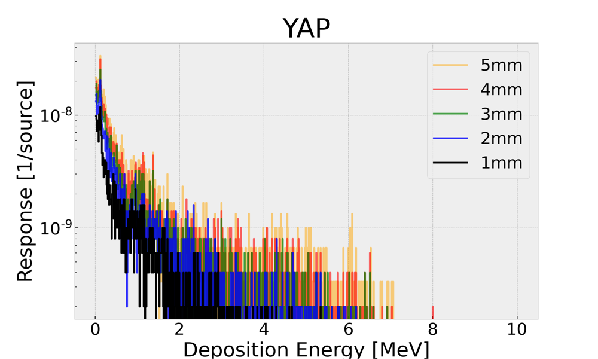 YAP
Response [1/source]
10⁻⁸
10⁻⁹
5mm
4mm
3mm
2mm
1mm
0 2 4 6 8 10
Deposition Energy [MeV]